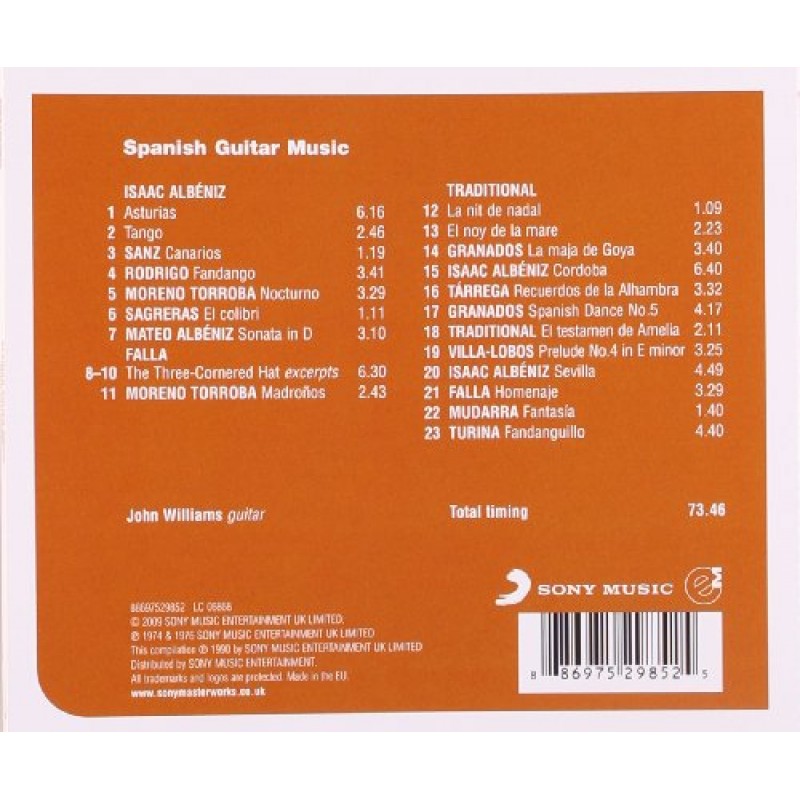 Spanish Guitar Music
ISAAC ALBÉNIZ
1 Asturias 6.16
2 Tango 2.46
3 SANZ Canarios 1.19
4 RODRIGO Fandango 3.41
5 MORENO TORROBA Nocturno 3.29
6 SAGRERAS El colibri 1.11
7 MATEO ALBÉNIZ Sonata in D 3.10
FALLA
8–10 The Three-Cornered Hat excerpts 6.30
11 MORENO TORROBA Madroños 2.43
TRADITIONAL
12 La nit de nadal 1.09
13 El noy de la mare 2.23
14 GRANADOS La maja de Goya 3.40
15 ISAAC ALBÉNIZ Cordoba 6.40
16 TÁRREGA Recuerdos de la Alhambra 3.32
17 GRANADOS Spanish Dance No.5 4.17
18 TRADITIONAL El testamen de Amelia 2.11
19 VILLA-LOBOS Prelude No.4 in E minor 3.25
20 ISAAC ALBÉNIZ Sevilla 4.49
21 FALLA Homenaje 3.29
22 MUDARRA Fantasía 1.40
23 TURINA Fandanguillo 4.40
John Williams guitar
Total timing 73.46
SONY MUSIC
88697529852 LC 06868
© 2009 SONY MUSIC ENTERTAINMENT UK LIMITED.
℗ 1974 & 1976 SONY MUSIC ENTERTAINMENT UK LIMITED
This compilation ℗ 1990 by SONY MUSIC ENTERTAINMENT UK LIMITED
Distributed by SONY MUSIC ENTERTAINMENT.
All trademarks and logos are protected. Made in the EU.
www.sonymasterworks.co.uk
8 86975 29852 5